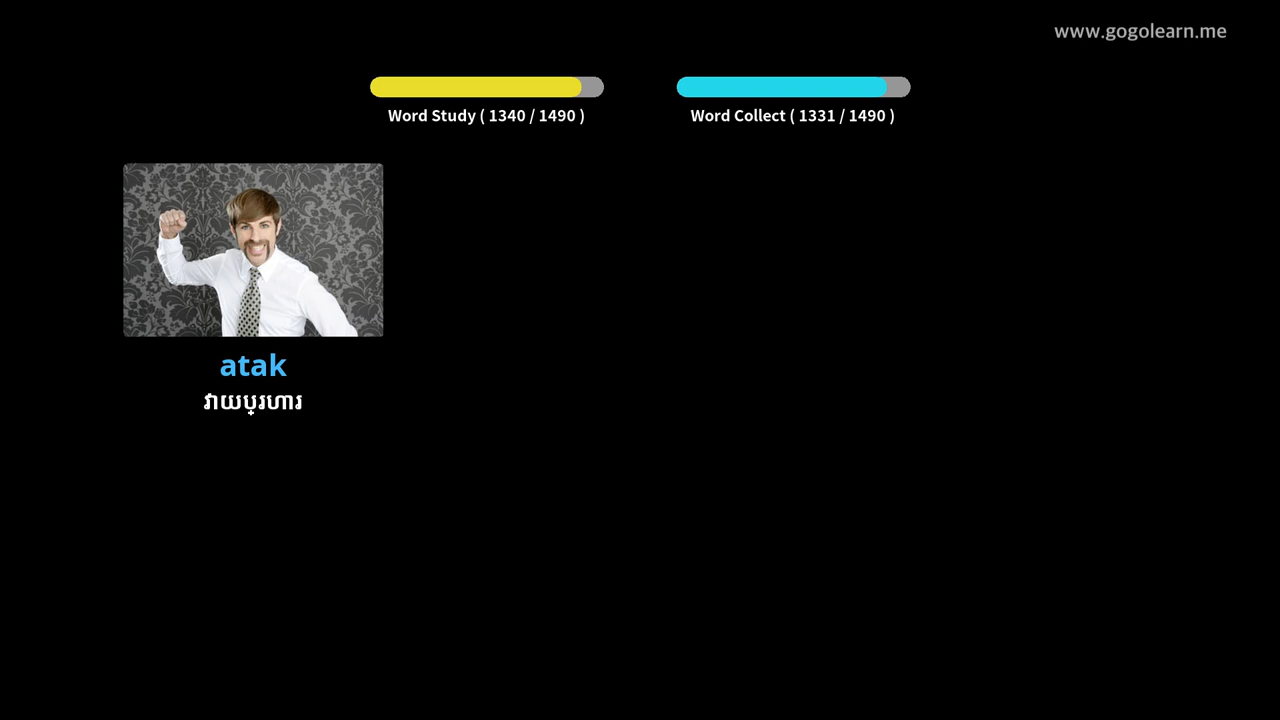 www.gogolearn.me
Word Study ( 1340 / 1490 )
Word Collect ( 1331 / 1490 )
atak
វាយប្រហារ